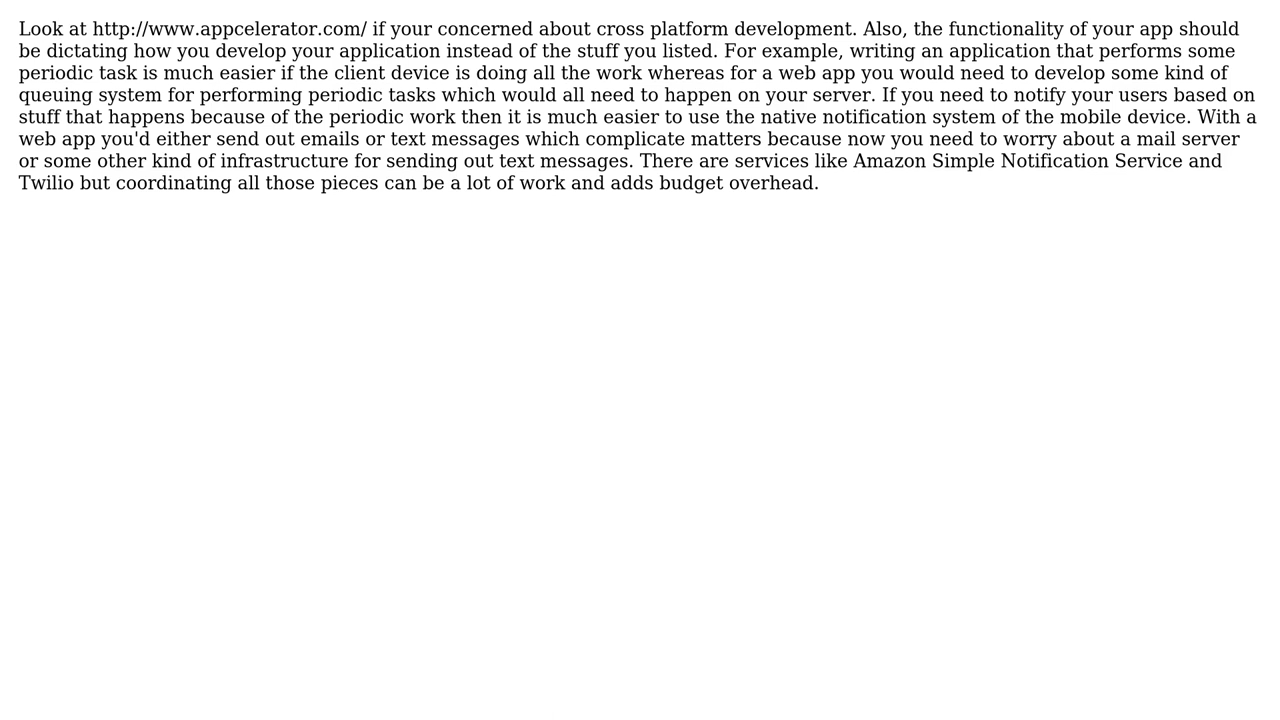 Look at http://www.appcelerator.com/ if your concerned about cross platform development. Also, the functionality of your app should
be dictating how you develop your application instead of the stuff you listed. For example, writing an application that performs some
periodic task is much easier if the client device is doing all the work whereas for a web app you would need to develop some kind of
queuing system for performing periodic tasks which would all need to happen on your server. If you need to notify your users based on
stuff that happens because of the periodic work then it is much easier to use the native notification system of the mobile device. With a
web app you'd either send out emails or text messages which complicate matters because now you need to worry about a mail server
or some other kind of infrastructure for sending out text messages. There are services like Amazon Simple Notification Service and
Twilio but coordinating all those pieces can be a lot of work and adds budget overhead.